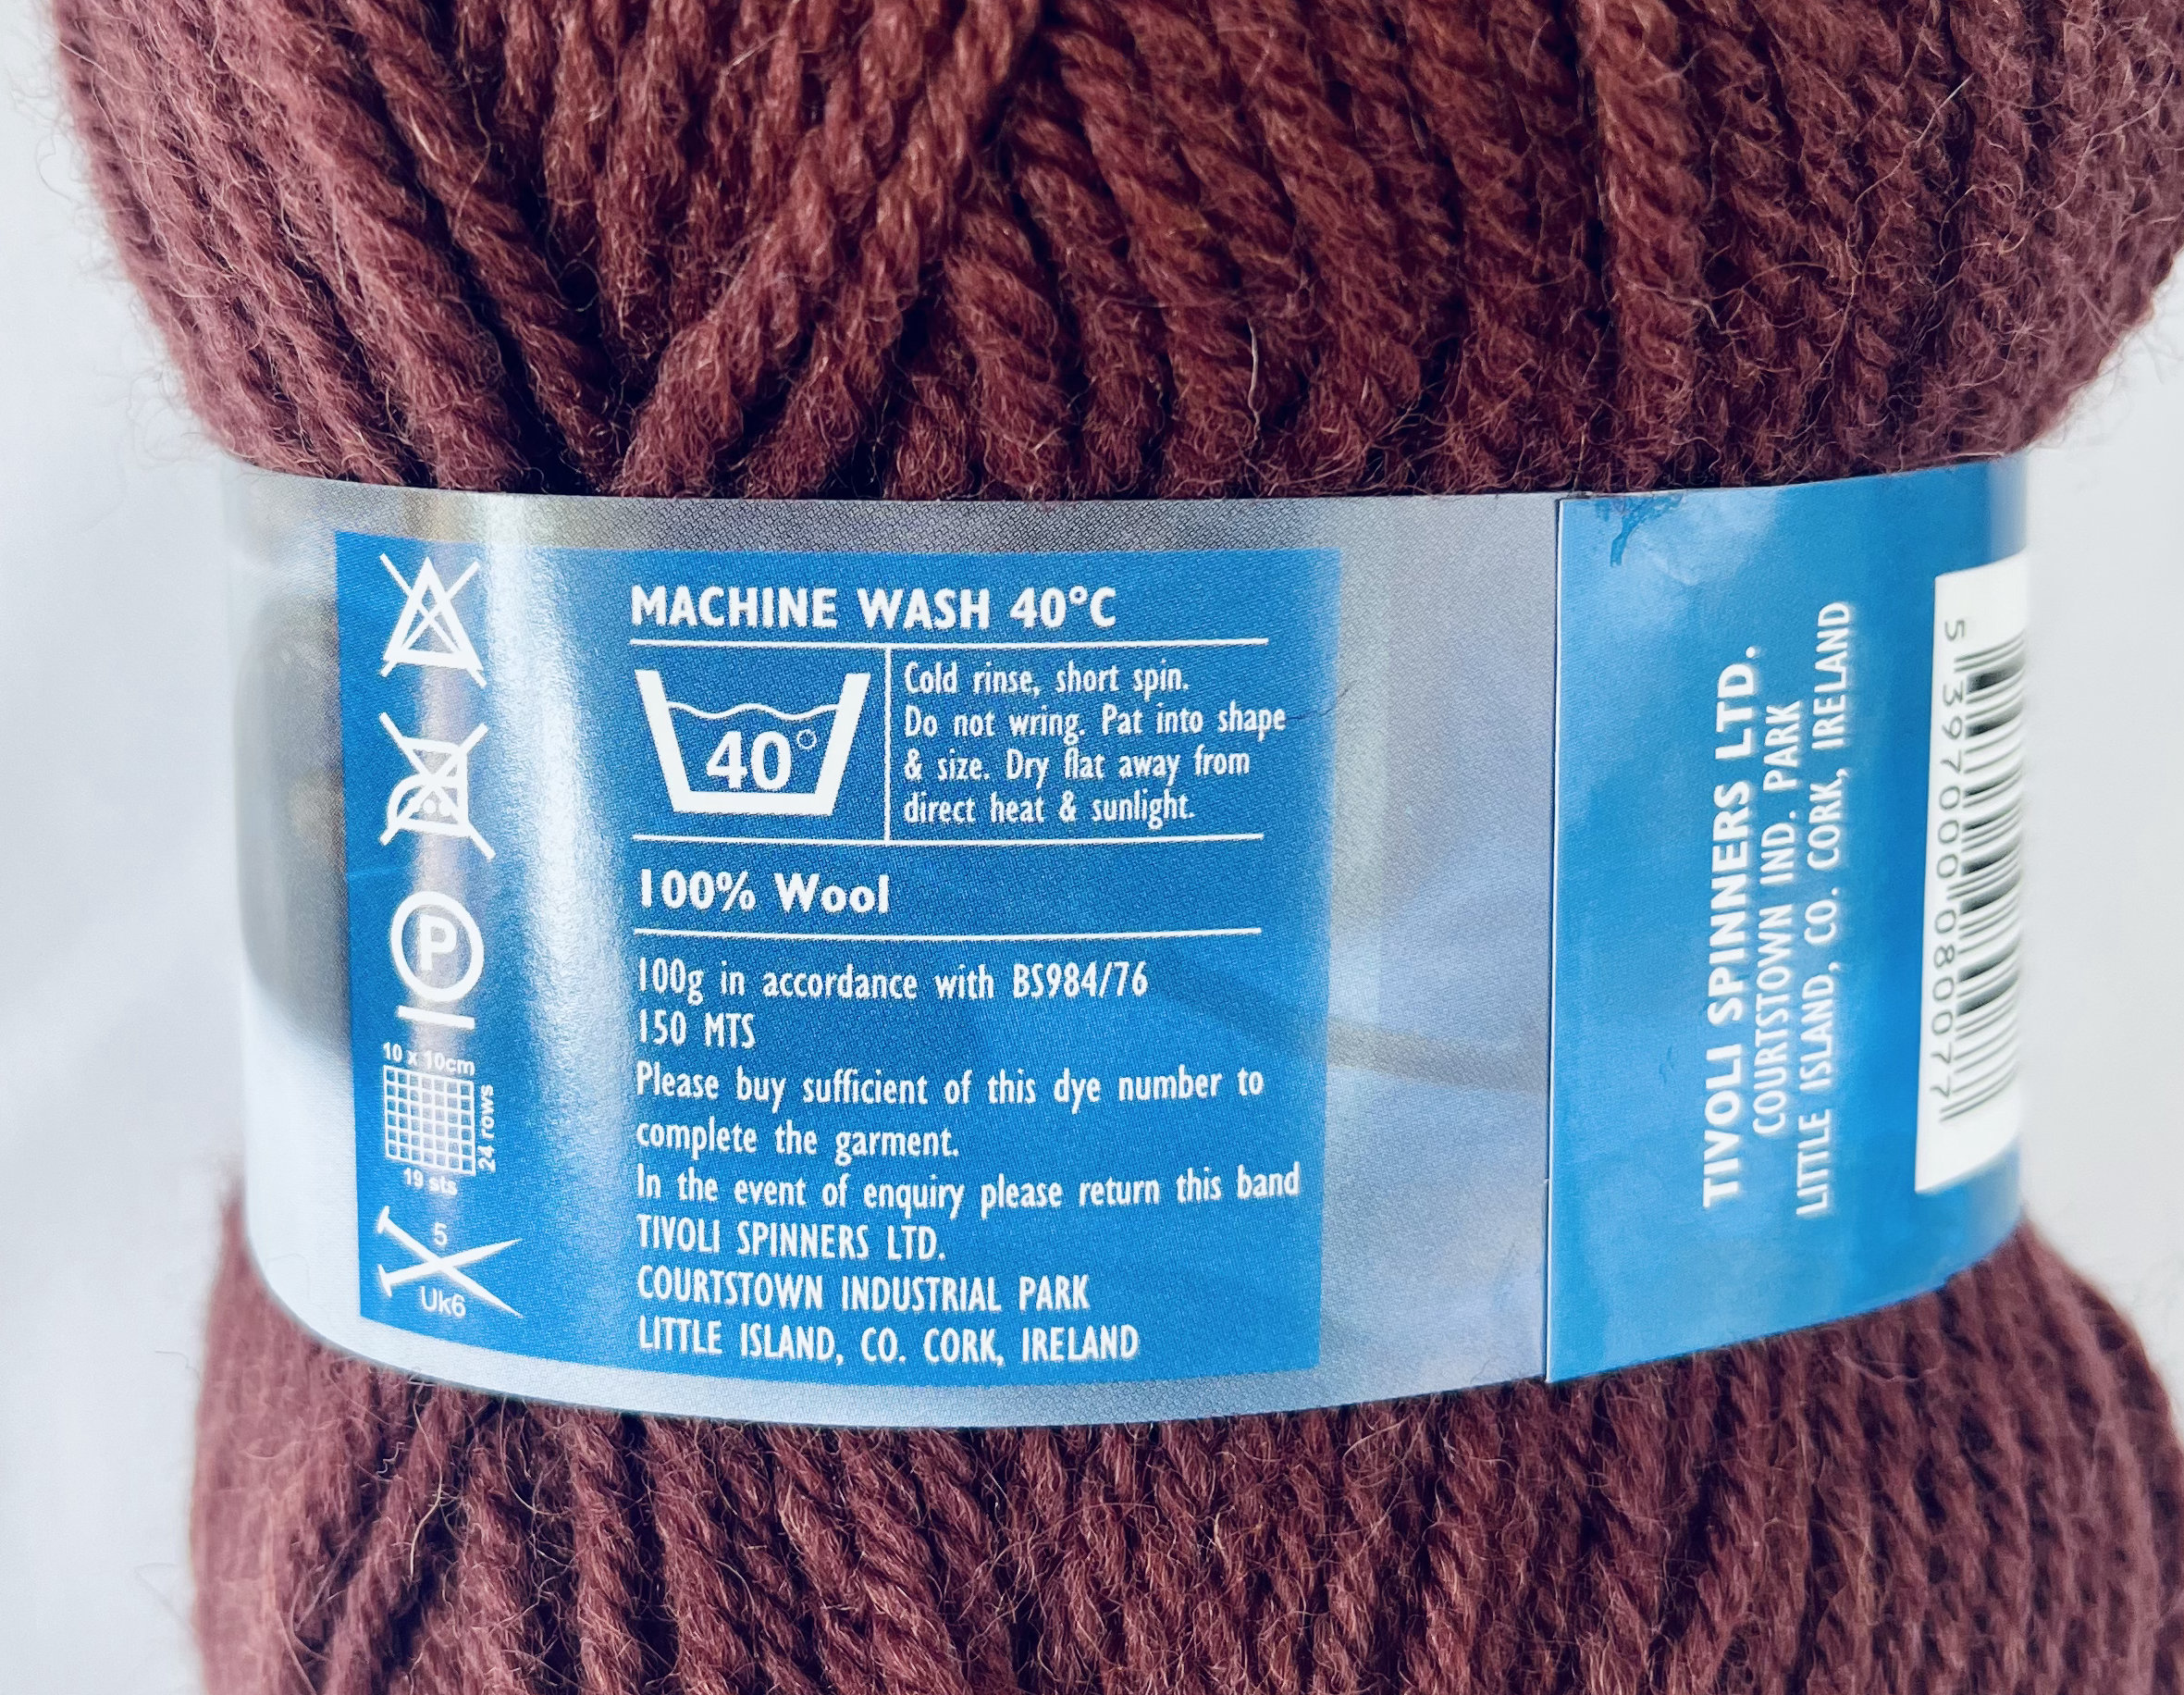 MACHINE WASH 40°C
40°
Cold rinse, short spin.
Do not wring. Pat into shape
& size. Dry flat away from
direct heat & sunlight.
100% Wool
100g in accordance with BS984/76
150 MTS
Please buy sufficient of this dye number to
complete the garment.
In the event of enquiry please return this band
TIVOLI SPINNERS LTD.
COURTSTOWN INDUSTRIAL PARK
LITTLE ISLAND, CO. CORK, IRELAND
P
10 x 10cm
24 rows
19 sts
5
Uk6
TIVOLI SPINNERS LTD.
COURTSTOWN IND. PARK
LITTLE ISLAND, CO. CORK, IRELAND
5 397000 080077